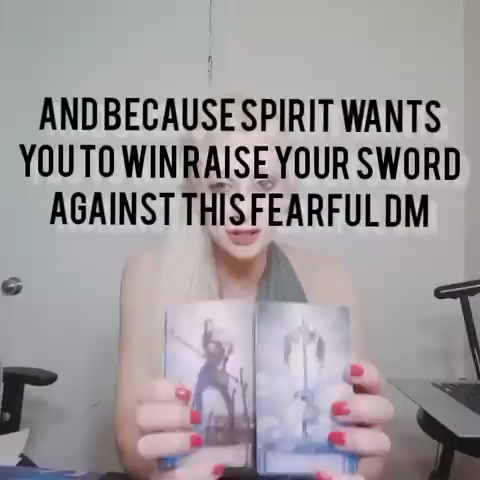 AND BECAUSE SPIRIT WANTS
YOU TO WIN RAISE YOUR SWORD
AGAINST THIS FEARFUL DM